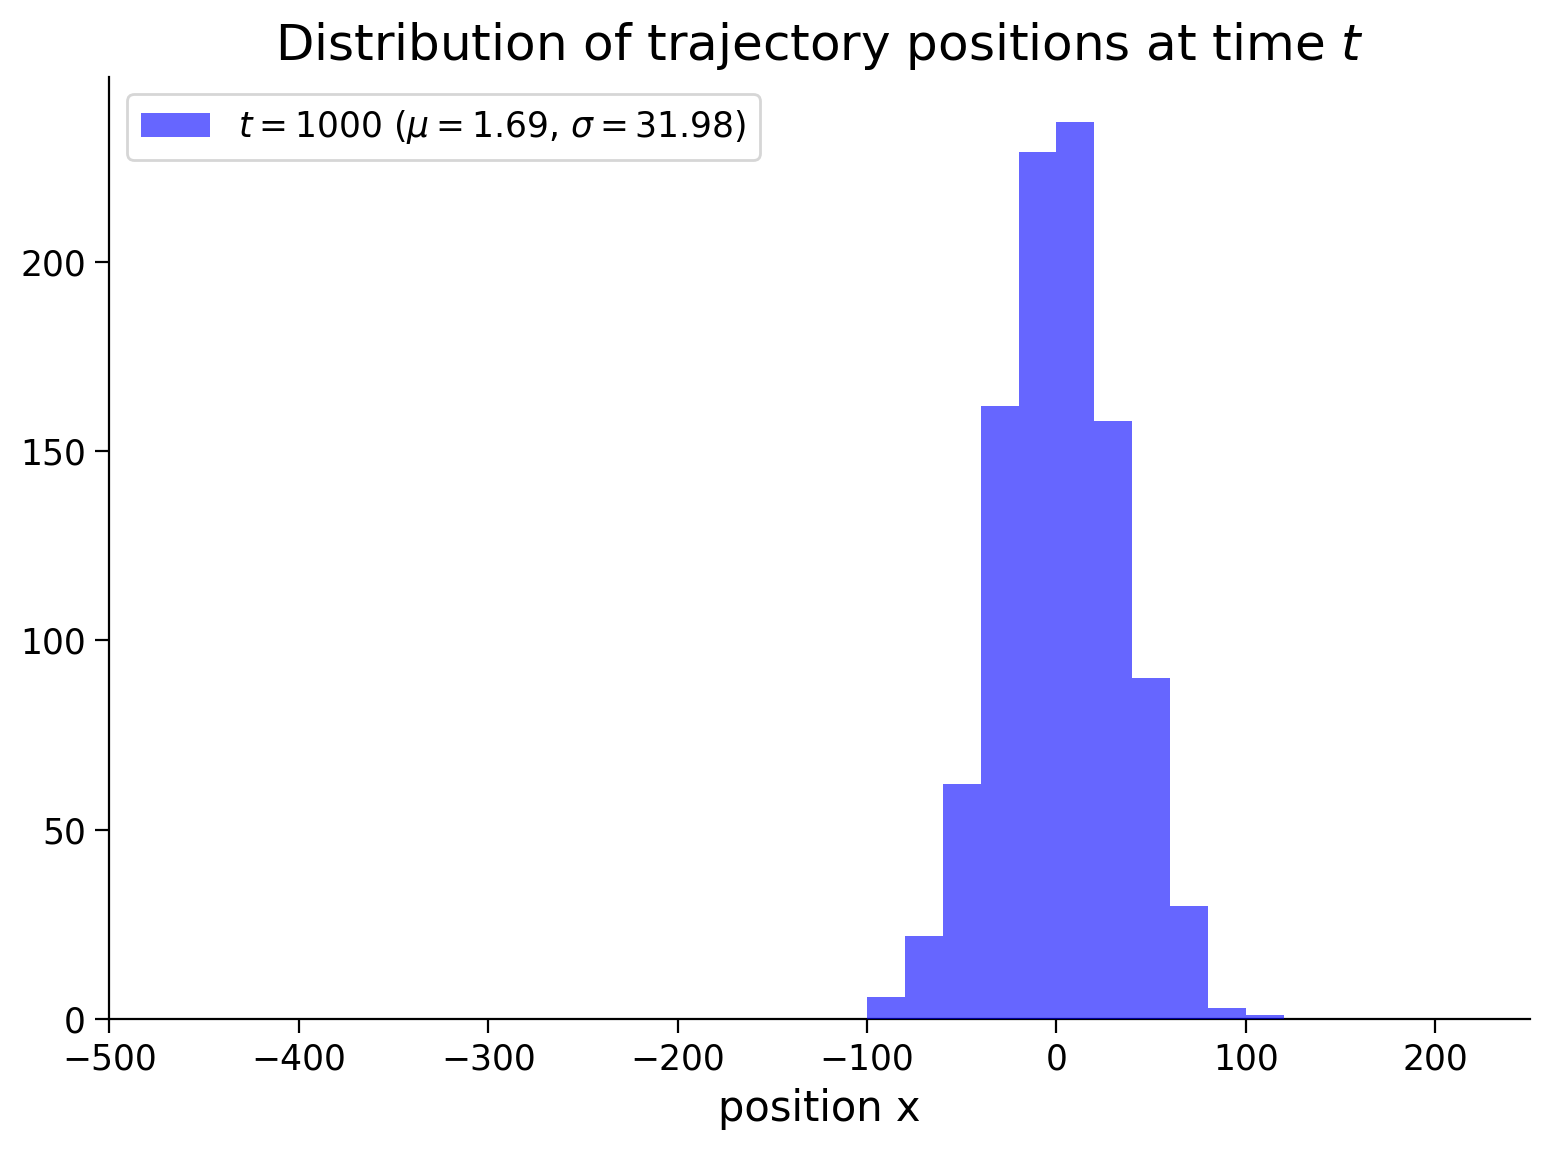 Distribution of trajectory positions at time t
t = 1000 (μ = 1.69, σ = 31.98)
200
150
100
50
0
−500 −400 −300 −200 −100 0 100 200
position x